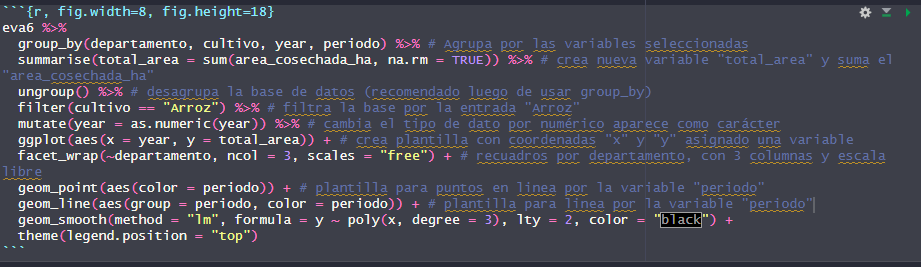 ```{r, fig.width=8, fig.height=18}
eva6 %>%
  group_by(departamento, cultivo, year, periodo) %>% # Agrupa por las variables seleccionadas
  summarise(total_area = sum(area_cosechada_ha, na.rm = TRUE)) %>% # crea nueva variable "total_area" y suma el
"area_cosechada_ha"
  ungroup() %>% # desagrupa la base de datos (recomendado luego de usar group_by)
  filter(cultivo == "Arroz") %>% # filtra la base por la entrada "Arroz"
  mutate(year = as.numeric(year)) %>% # cambia el tipo de dato por numérico aparece como carácter
  ggplot(aes(x = year, y = total_area)) + # crea plantilla con coordenadas "x" y "y" asignado una variable
  facet_wrap(~departamento, ncol = 3, scales = "free") + # recuadros por departamento, con 3 columnas y escala
libre
  geom_point(aes(color = periodo)) + # plantilla para puntos en linea por la variable "periodo"
  geom_line(aes(group = periodo, color = periodo)) + # plantilla para linea por la variable "periodo"
  geom_smooth(method = "lm", formula = y ~ poly(x, degree = 3), lty = 2, color = "black") +
  theme(legend.position = "top")
```